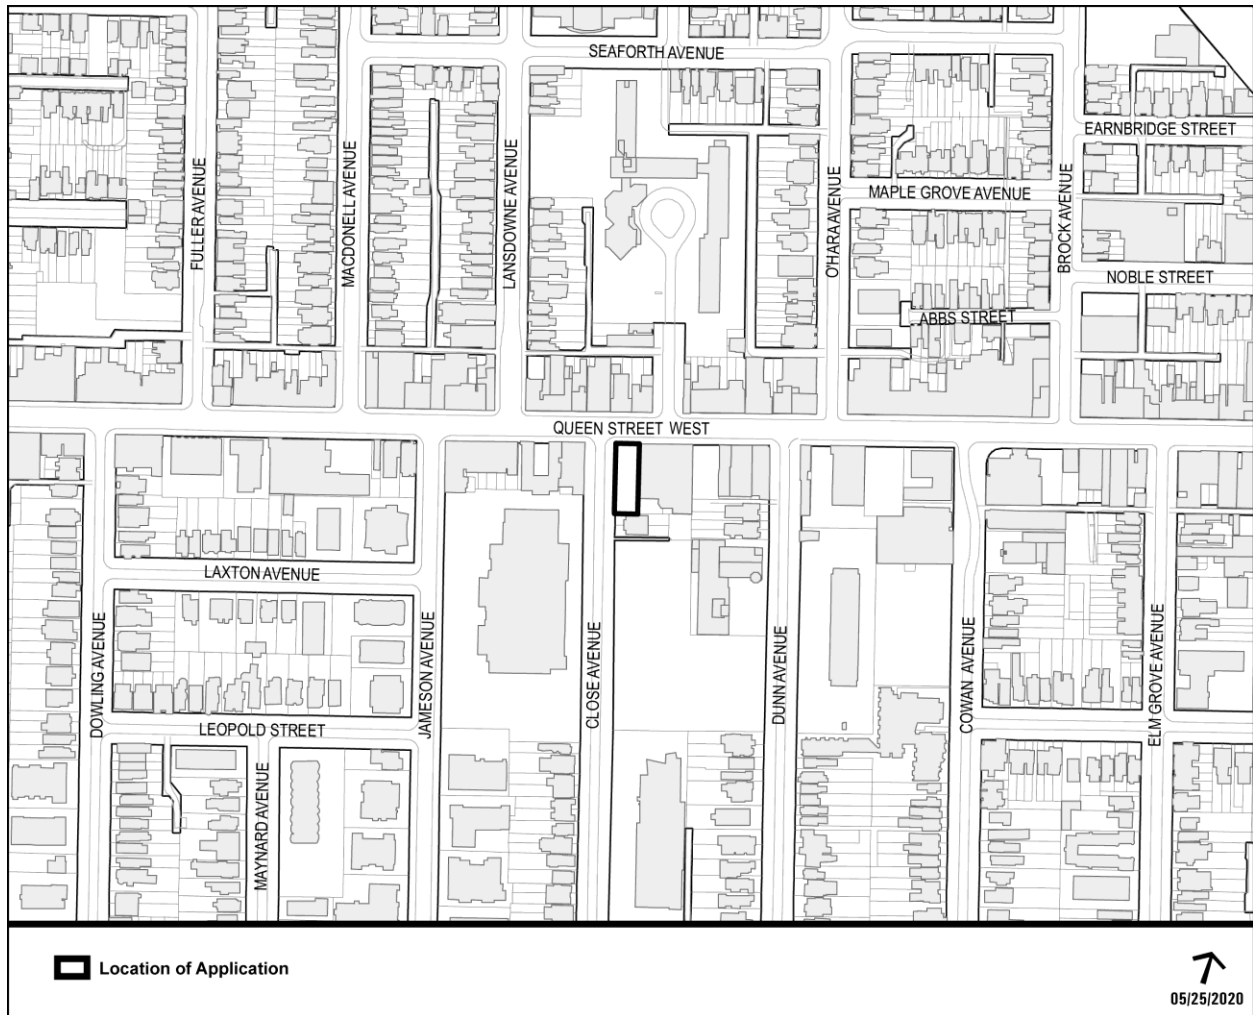 SEAFORTH AVENUE
EARNBRIDGE STREET
MAPLE GROVE AVENUE
FULLER AVENUE
MACDONELL AVENUE
LANSDOWNE AVENUE
O'HARA AVENUE
BROCK AVENUE
NOBLE STREET
ABBS STREET
QUEEN STREET WEST
LAXTON AVENUE
DOWLING AVENUE
JAMESON AVENUE
CLOSE AVENUE
DUNN AVENUE
COWAN AVENUE
ELM GROVE AVENUE
LEOPOLD STREET
MAYNARD AVENUE
Location of Application
05/25/2020